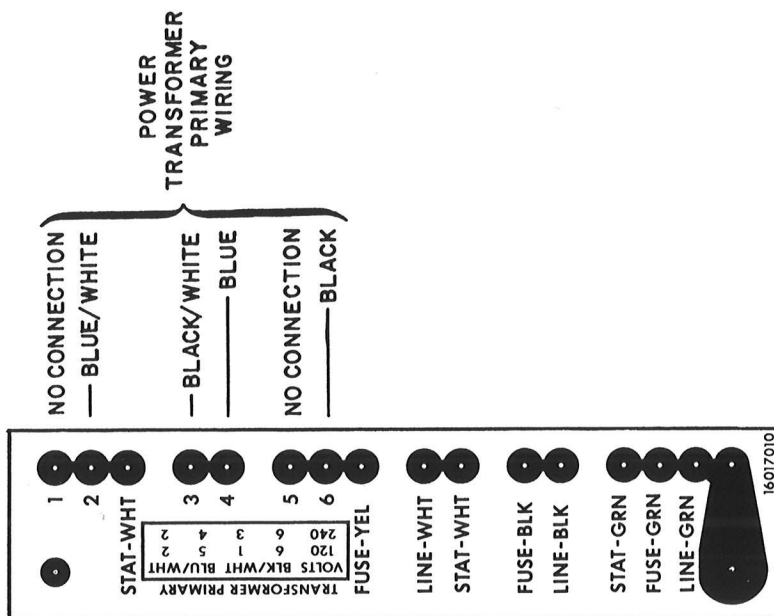 POWER
TRANSFORMER
PRIMARY
WIRING
NO CONNECTION
BLUE/WHITE
BLACK/WHITE
BLUE
NO CONNECTION
BLACK
1
2
STAT-WHT
3
4
5
6
FUSE-YEL
TRANSFORMER PRIMARY
VOLTS BLK/WHT BLU/WHT
120 6 1 5 2
240 6 3 4 2
LINE-WHT
STAT-WHT
FUSE-BLK
LINE-BLK
STAT-GRN
FUSE-GRN
LINE-GRN
16017010